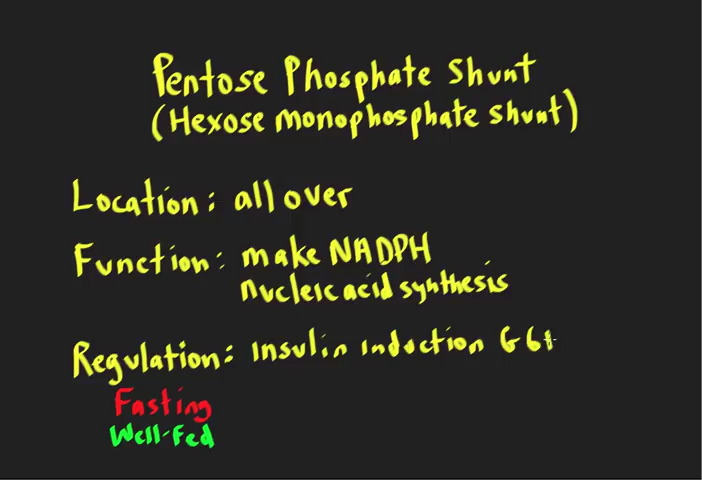 Pentose Phosphate Shunt
(Hexose monophosphate shunt)
Location: all over
Function: make NADPH
nucleic acid synthesis
Regulation: Insulin induction G6
Fasting
Well-Fed